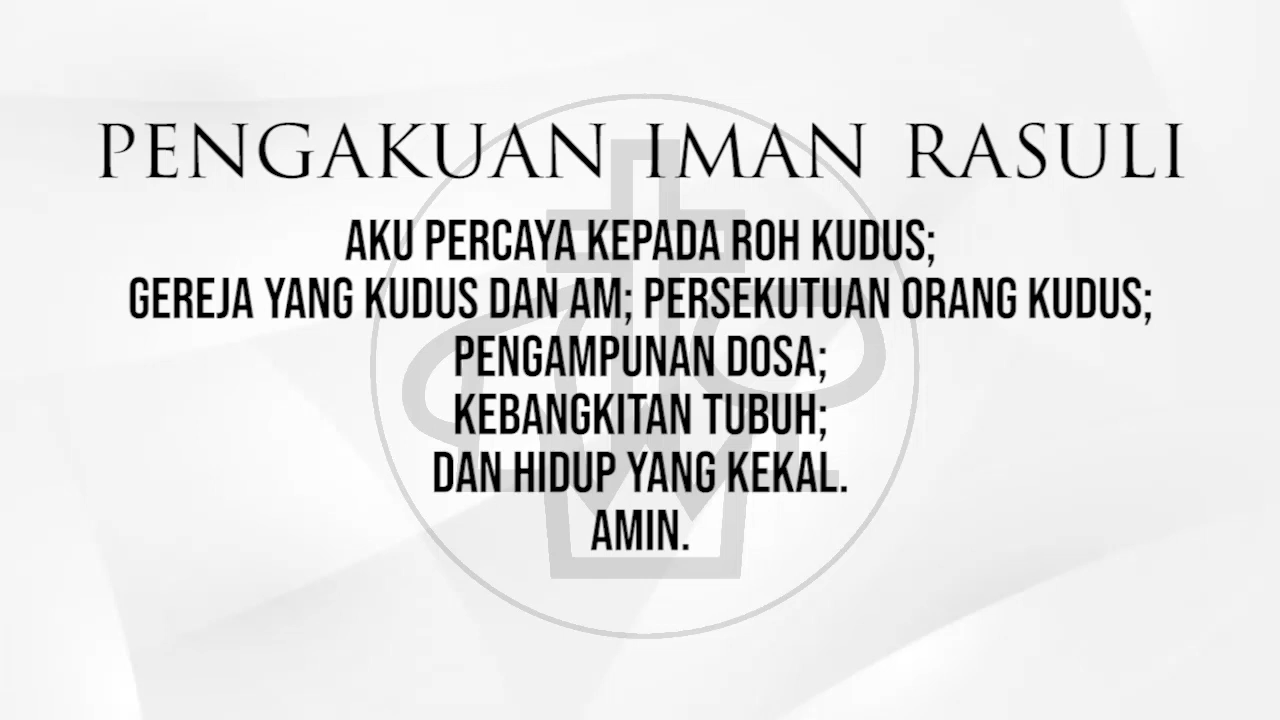 PENGAKUAN IMAN RASULI
AKU PERCAYA KEPADA ROH KUDUS;
GEREJA YANG KUDUS DAN AM; PERSEKUTUAN ORANG KUDUS;
PENGAMPUNAN DOSA;
KEBANGKITAN TUBUH;
DAN HIDUP YANG KEKAL.
AMIN.